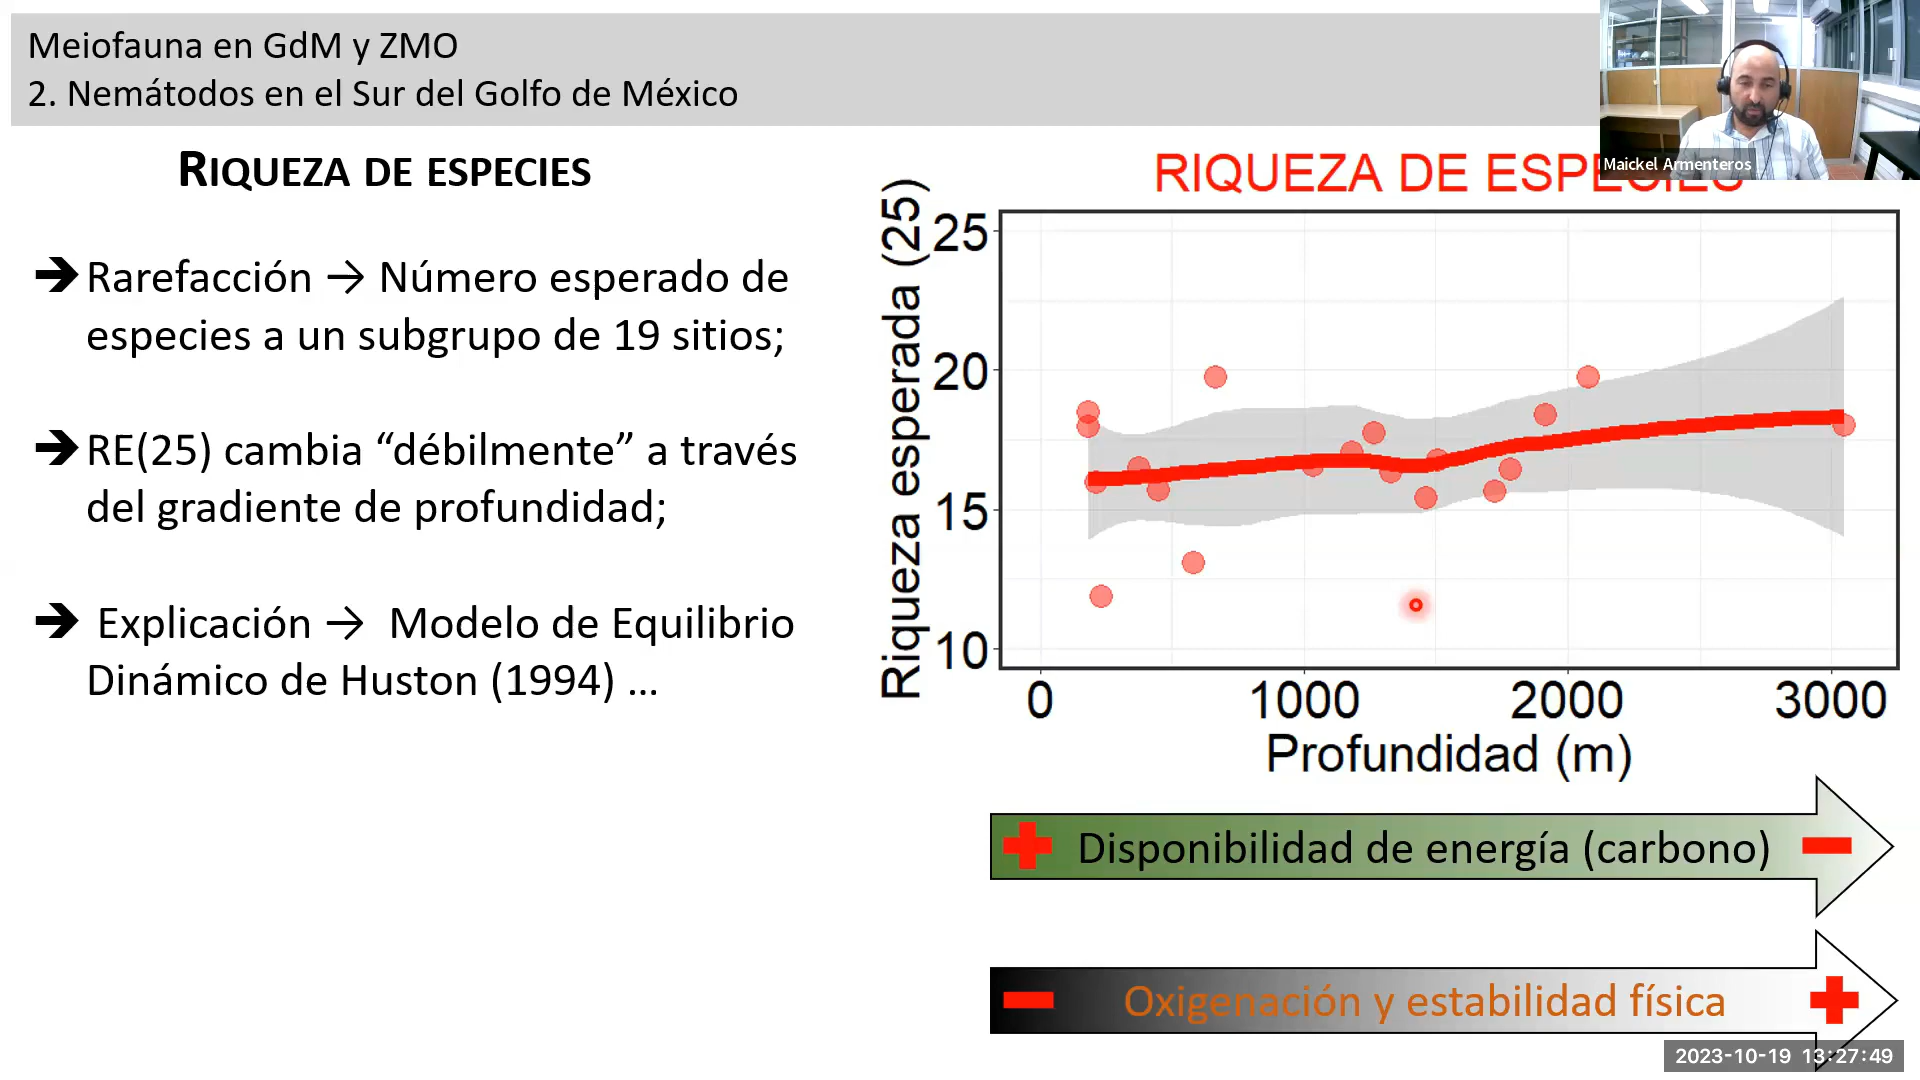 Meiofauna en GdM y ZMO
2. Nemátodos en el Sur del Golfo de México
RIQUEZA DE ESPECIES
Rarefacción → Número esperado de
especies a un subgrupo de 19 sitios;
RE(25) cambia “débilmente” a través
del gradiente de profundidad;
Explicación → Modelo de Equilibrio
Dinámico de Huston (1994) ...
Maickel Armenteros
RIQUEZA DE ESPECIES
Riqueza esperada (25)
25
20
15
10
0 1000 2000 3000
Profundidad (m)
+ Disponibilidad de energía (carbono) −
− Oxigenación y estabilidad física +
2023-10-19 13:27:49